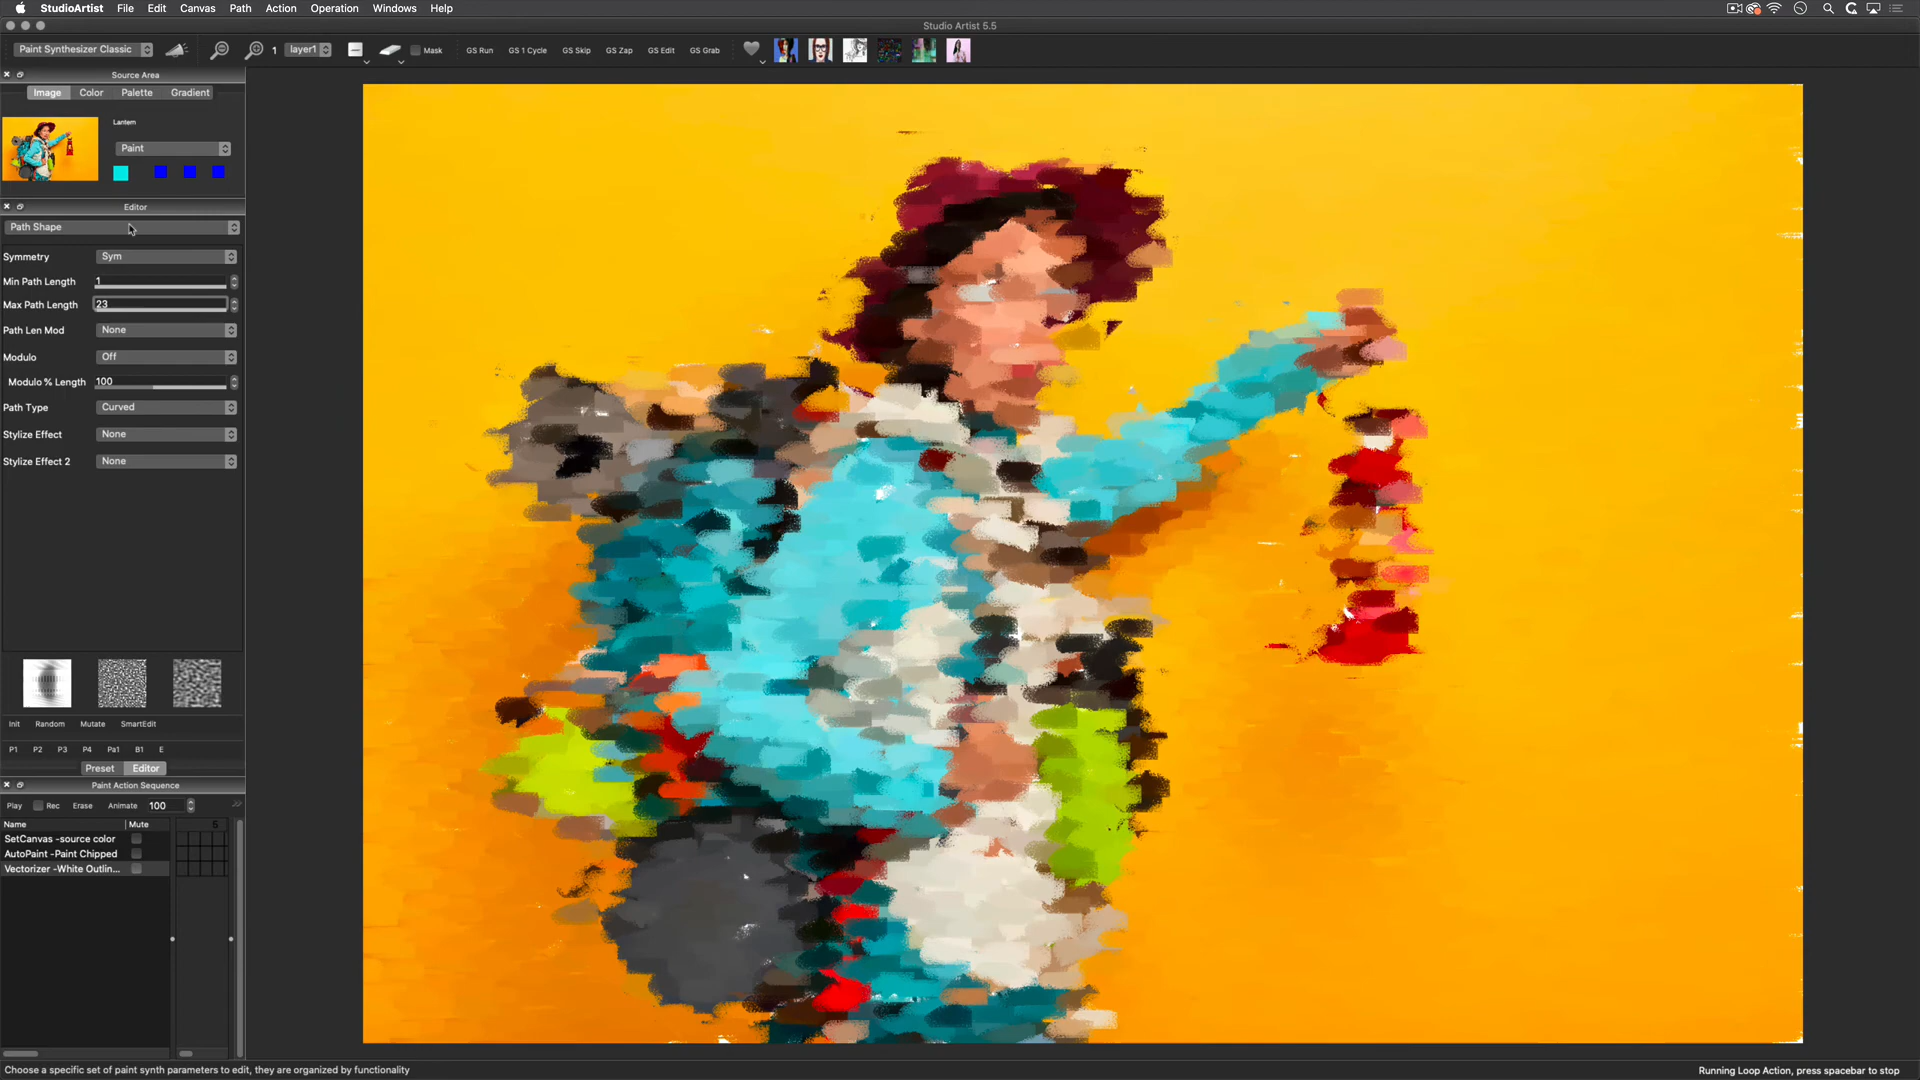 StudioArtist File Edit Canvas Path Action Operation Windows Help
Studio Artist 5.5
Paint Synthesizer Classic 1 layer1 Mask GS Run GS 1 Cycle GS Skip GS Zap GS Edit GS Grab
Source Area
Image Color Palette Gradient
Lantern
Paint
Editor
Path Shape
Symmetry Sym
Min Path Length 1
Max Path Length 23
Path Len Mod None
Modulo Off
Modulo % Length 100
Path Type Curved
Stylize Effect None
Stylize Effect 2 None
Init Random Mutate SmartEdit
P1 P2 P3 P4 Pa1 B1 E
Preset Editor
Paint Action Sequence
Play Rec Erase Animate 100
Name Mute 5
SetCanvas -source color
AutoPaint -Paint Chipped
Vectorizer -White Outlin...
Choose a specific set of paint synth parameters to edit, they are organized by functionality
Running Loop Action, press spacebar to stop